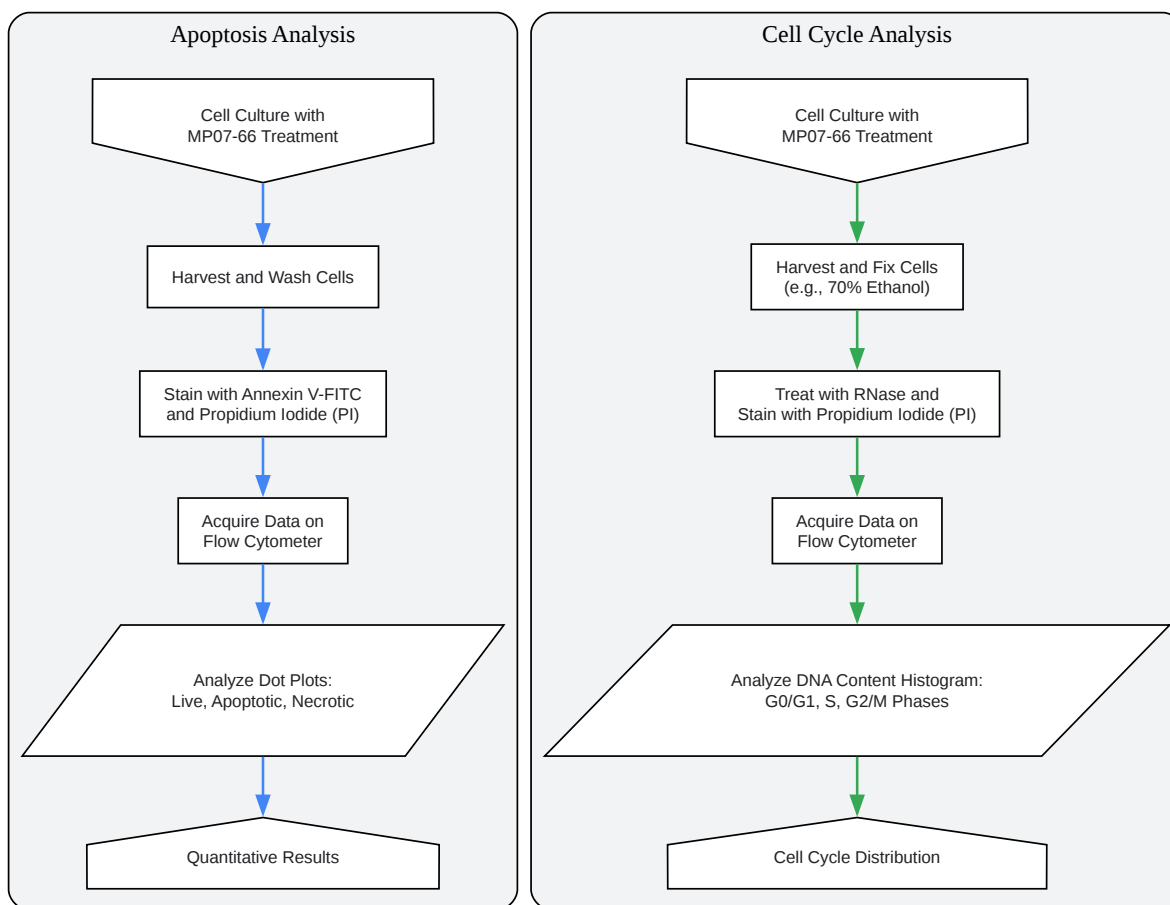 Apoptosis Analysis
Cell Culture with
MP07-66 Treatment
Harvest and Wash Cells
Stain with Annexin V-FITC
and Propidium Iodide (PI)
Acquire Data on
Flow Cytometer
Analyze Dot Plots:
Live, Apoptotic, Necrotic
Quantitative Results
Cell Cycle Analysis
Cell Culture with
MP07-66 Treatment
Harvest and Fix Cells
(e.g., 70% Ethanol)
Treat with RNase and
Stain with Propidium Iodide (PI)
Acquire Data on
Flow Cytometer
Analyze DNA Content Histogram:
G0/G1, S, G2/M Phases
Cell Cycle Distribution